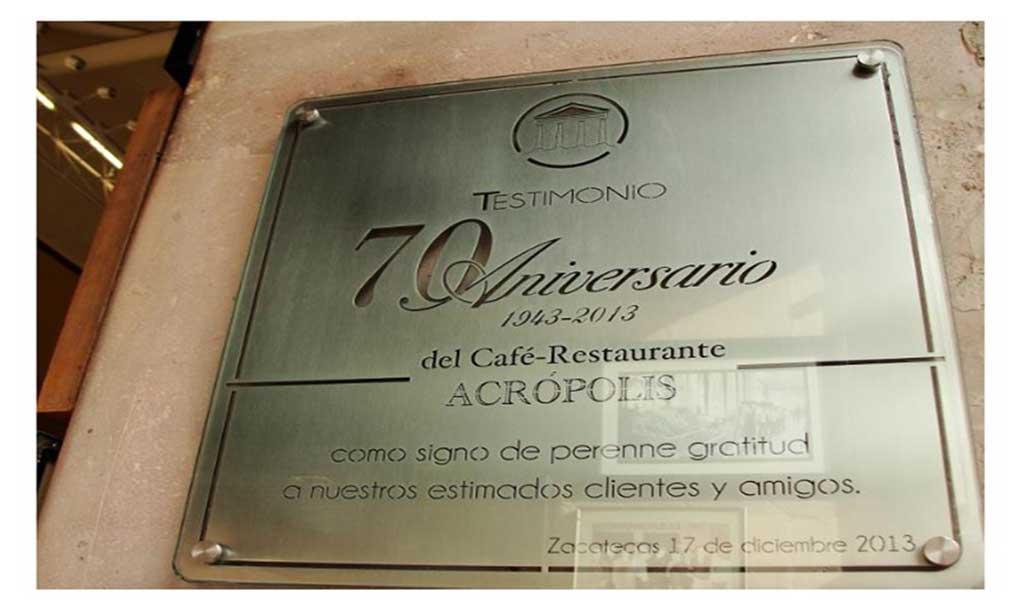 TESTIMONIO
70 Aniversario
1943-2013
del Café-Restaurante
ACRÓPOLIS
como signo de perenne gratitud
a nuestros estimados clientes y amigos.
Zacatecas 17 de diciembre 2013